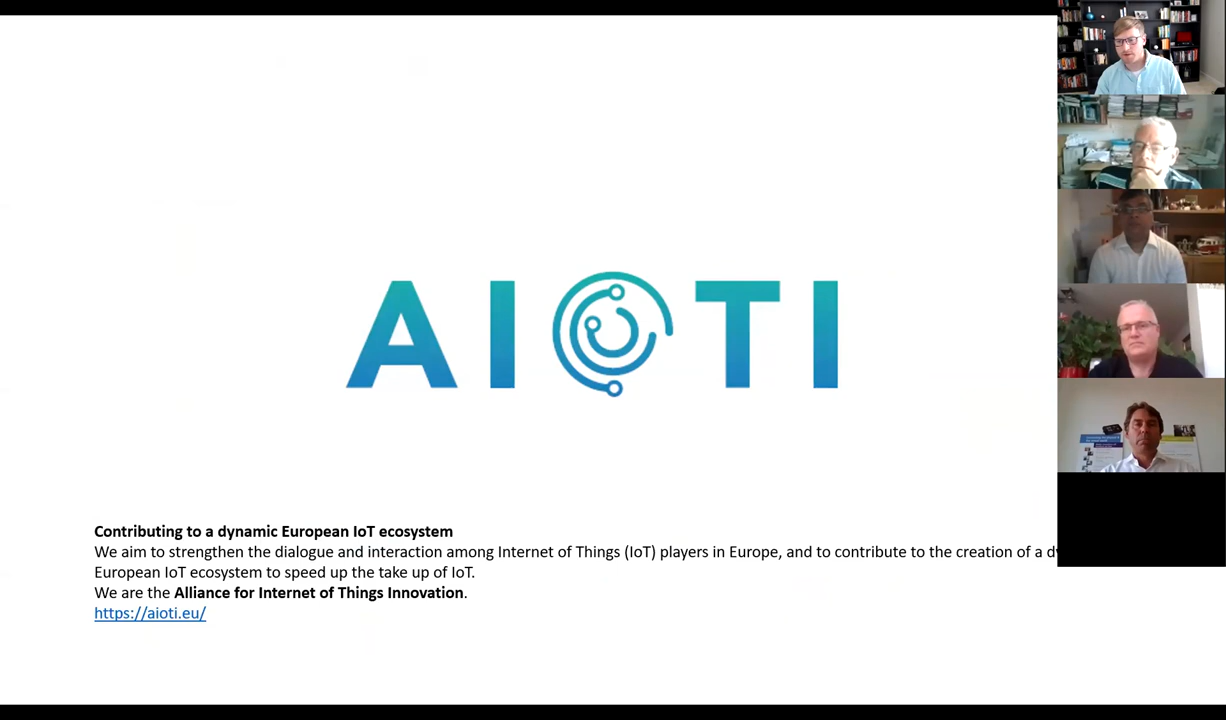 AIOTI
Contributing to a dynamic European IoT ecosystem
We aim to strengthen the dialogue and interaction among Internet of Things (IoT) players in Europe, and to contribute to the creation of a
European IoT ecosystem to speed up the take up of IoT.
We are the Alliance for Internet of Things Innovation.
https://aioti.eu/